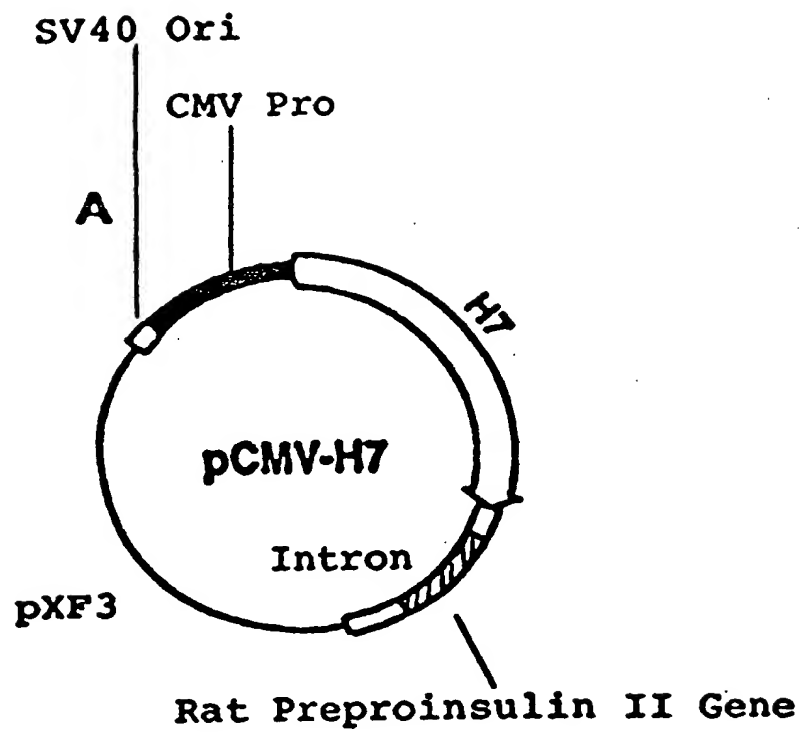 SV40 Ori
CMV Pro
A
H7
pCMV-H7
Intron
pXF3
Rat Preproinsulin II Gene